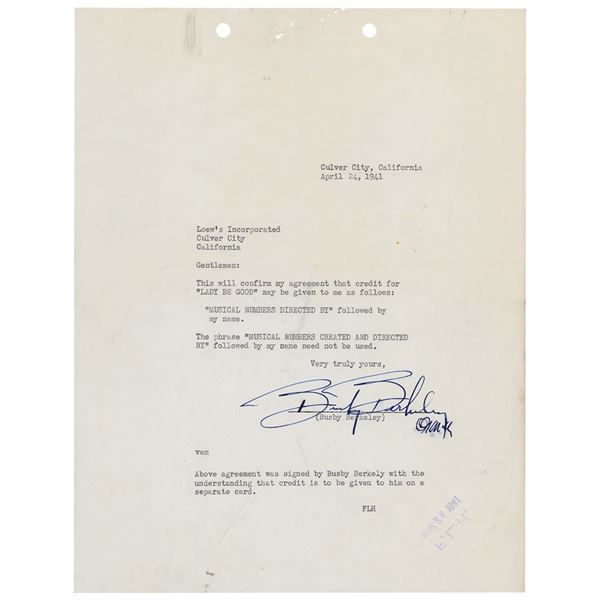 Culver City, California
April 24, 1941
Loew's Incorporated
Culver City
California
Gentlemen:
This will confirm my agreement that credit for
"LADY BE GOOD" may be given to me as follows:
"MUSICAL NUMBERS DIRECTED BY" followed by
my name.
The phrase "MUSICAL NUMBERS CREATED AND DIRECTED
BY" followed by my name need not be used.
Very truly yours,
Busby Berkeley
(Busby Berkeley)
vem
Above agreement was signed by Busby Berkely with the
understanding that credit is to be given to him on a
separate card.
FLH
1941